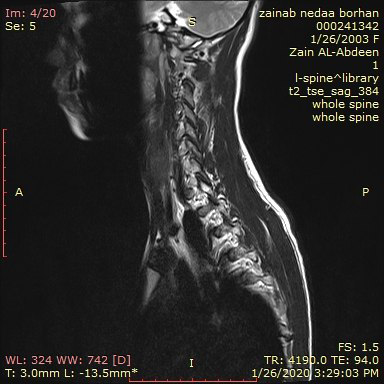 Im: 4/20
Se: 5
S
zainab nedaa borhan
000241342
1/26/2003 F
Zain AL-Abdeen
1
l-spine^library
t2_tse_sag_384
whole spine
whole spine
A
P
WL: 324 WW: 742 [D]
T: 3.0mm L: -13.5mm*
I
FS: 1.5
TR: 4190.0 TE: 94.0
1/26/2020 3:29:03 PM